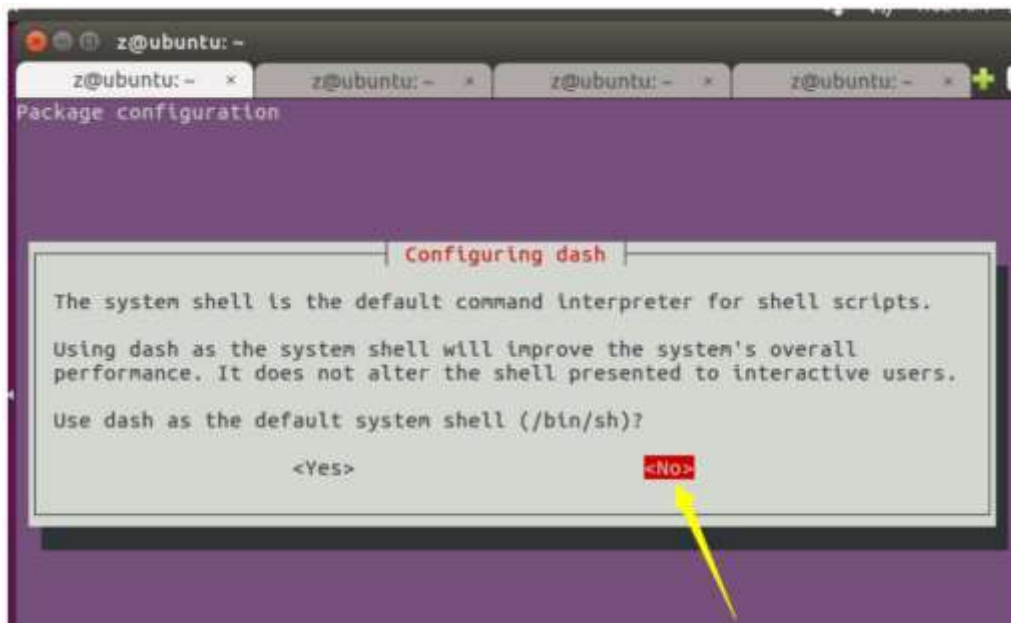 z@ubuntu: ~
z@ubuntu: ~ × z@ubuntu: ~ × z@ubuntu: ~ × z@ubuntu: ~ ×
Package configuration
Configuring dash
The system shell is the default command interpreter for shell scripts.
Using dash as the system shell will improve the system's overall
performance. It does not alter the shell presented to interactive users.
Use dash as the default system shell (/bin/sh)?
<Yes> <No>